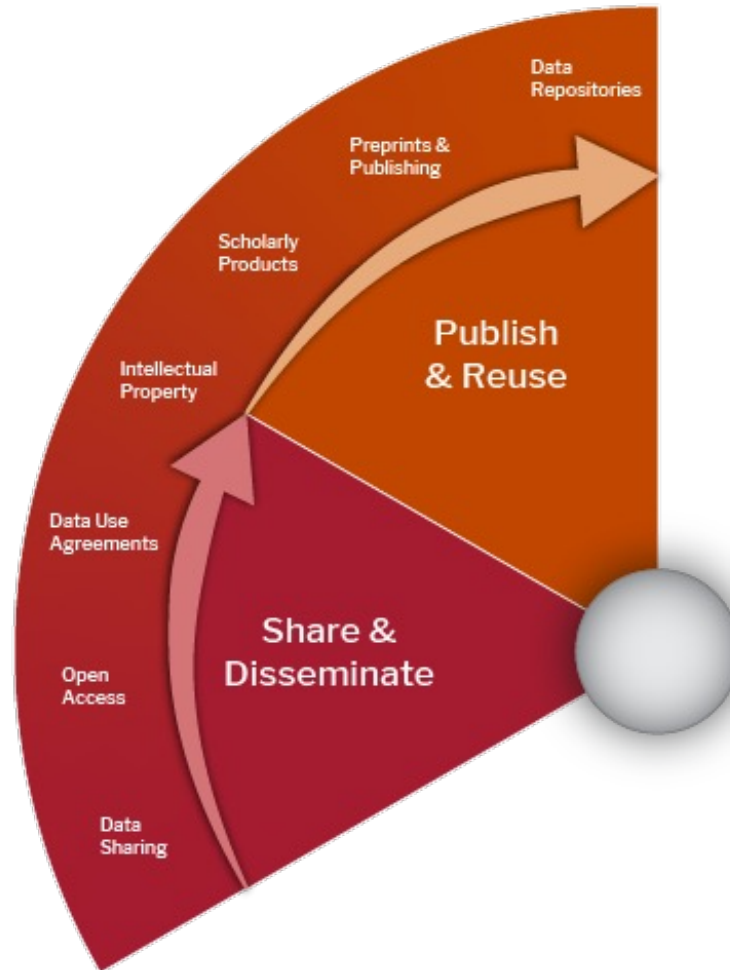 Data
Repositories
Preprints &
Publishing
Scholarly
Products
Publish
& Reuse
Intellectual
Property
Data Use
Agreements
Share &
Disseminate
Open
Access
Data
Sharing